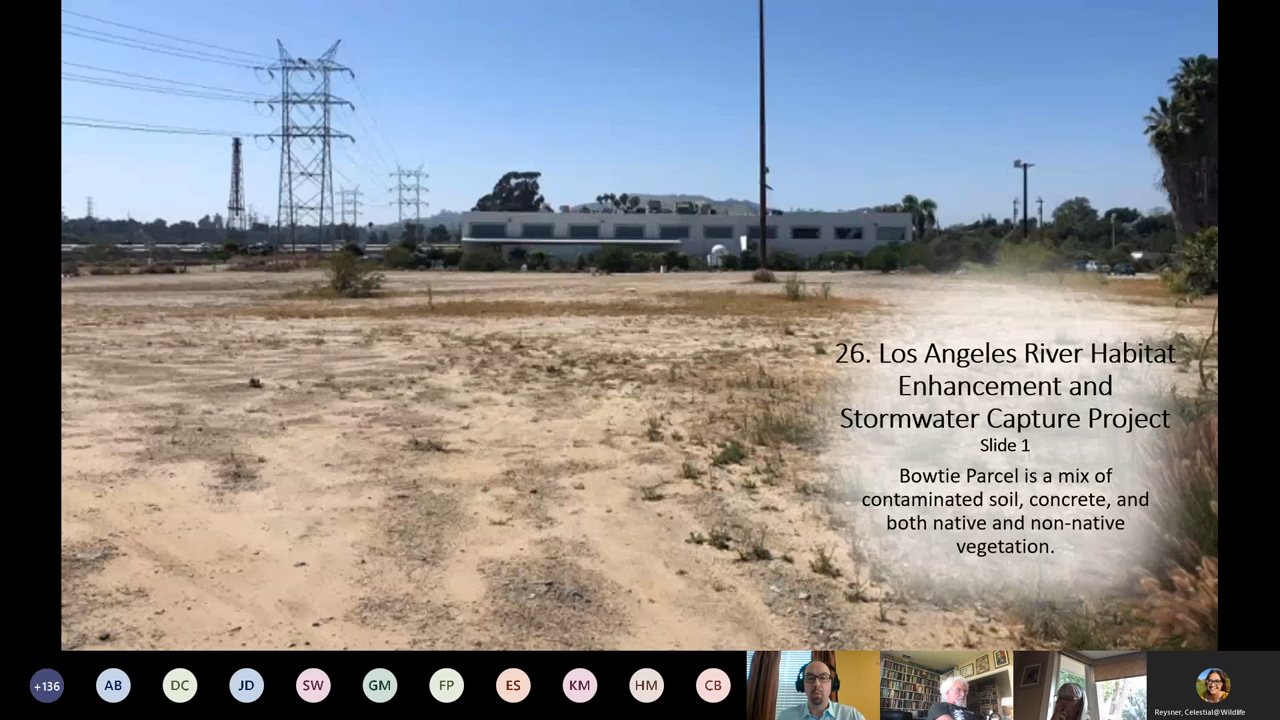 26. Los Angeles River Habitat
Enhancement and
Stormwater Capture Project
Slide 1
Bowtie Parcel is a mix of
contaminated soil, concrete, and
both native and non-native
vegetation.
+136
AB
DC
JD
SW
GM
FP
ES
KM
HM
CB
Reysner, Celestial@Wildlife